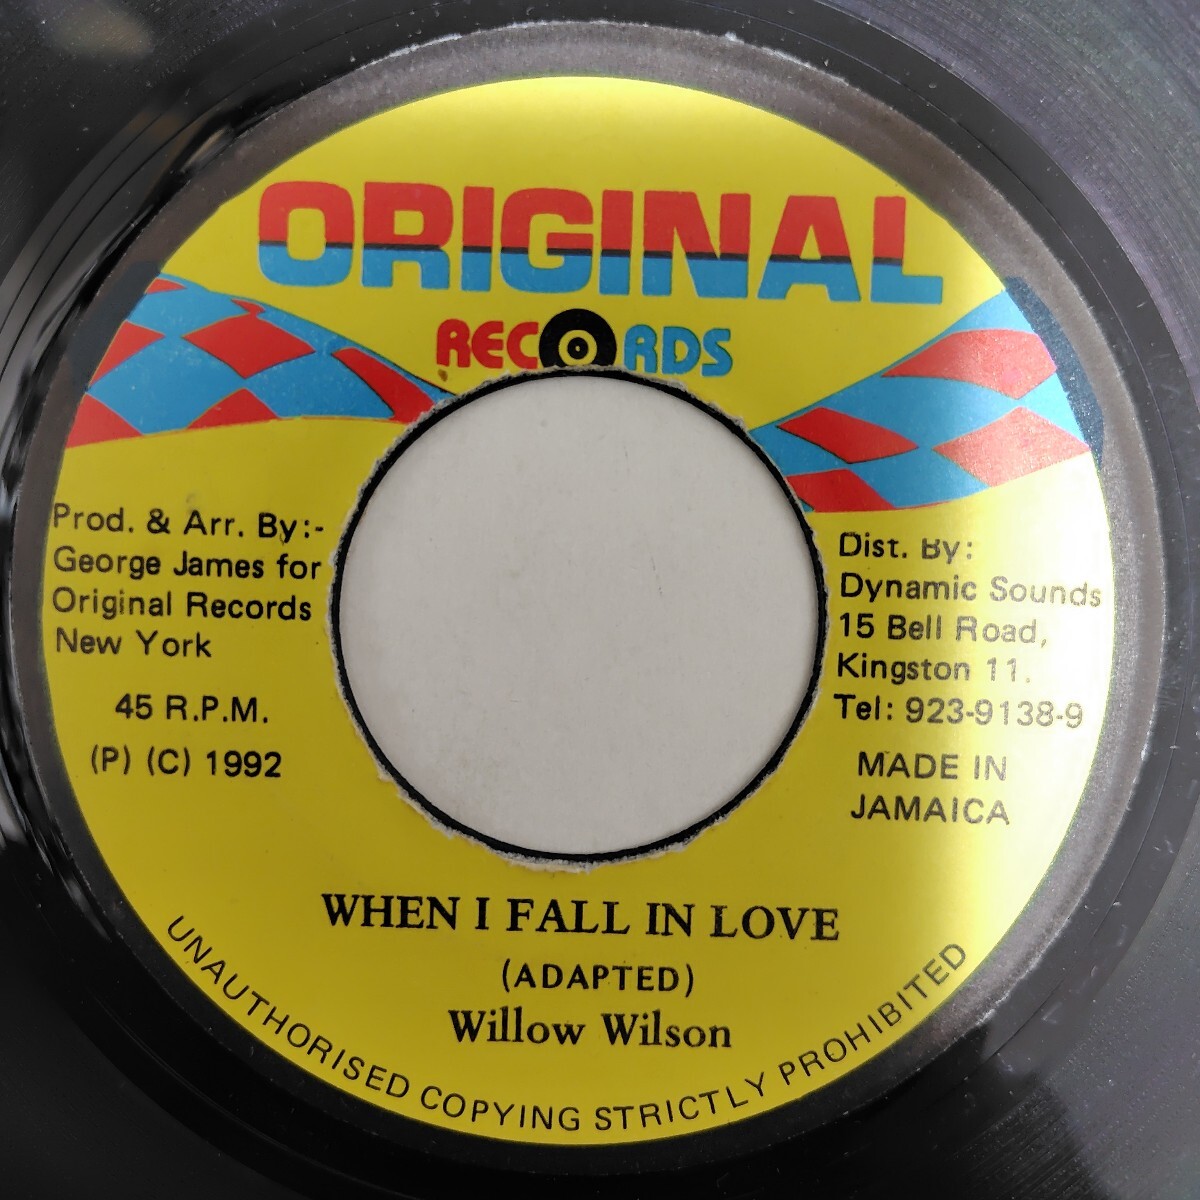 ORIGINAL
RECORDS
Prod. & Arr. By:-
George James for
Original Records
New York
45 R.P.M.
(P) (C) 1992
Dist. By:
Dynamic Sounds
15 Bell Road,
Kingston 11.
Tel: 923-9138-9
MADE IN
JAMAICA
WHEN I FALL IN LOVE
(ADAPTED)
Willow Wilson
UNAUTHORISED COPYING STRICTLY PROHIBITED